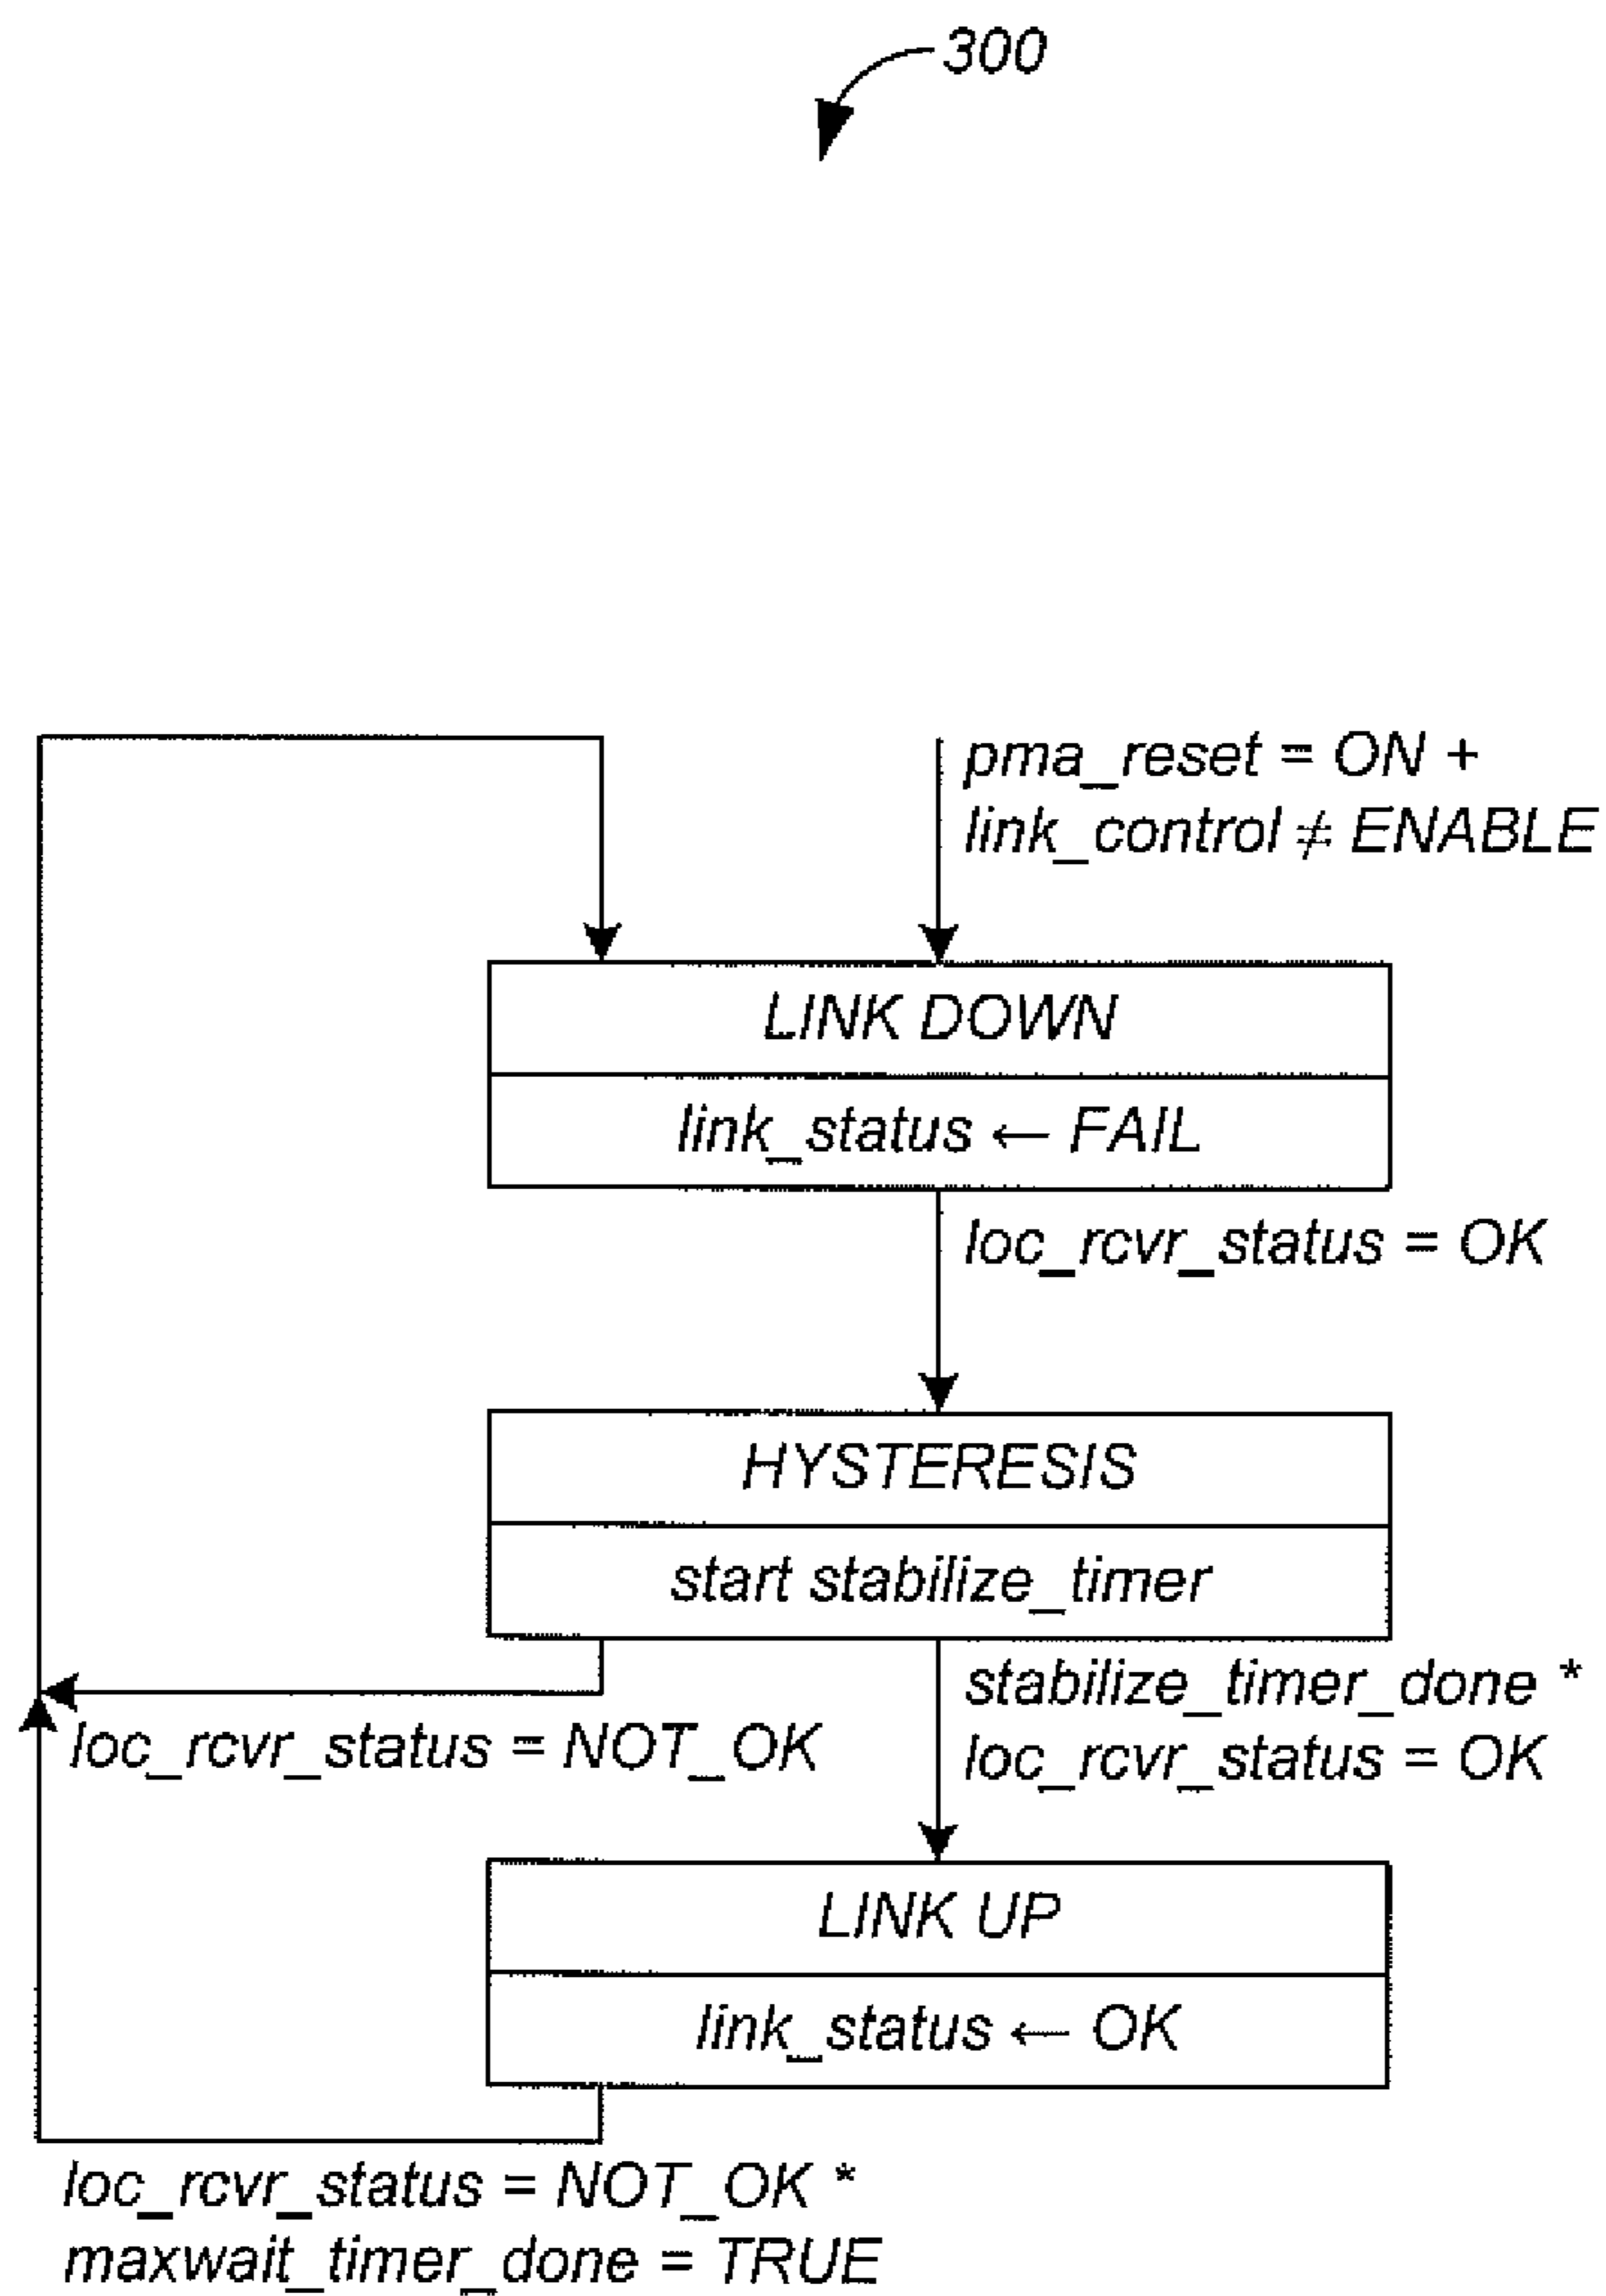 300
pma_reset = ON +
link_control ≠ ENABLE
LINK DOWN
link_status ← FAIL
loc_rcvr_status = OK
HYSTERESIS
start stabilize_timer
stabilize_timer_done *
loc_rcvr_status = OK
loc_rcvr_status = NOT_OK
LINK UP
link_status ← OK
loc_rcvr_status = NOT_OK *
maxwait_timer_done = TRUE